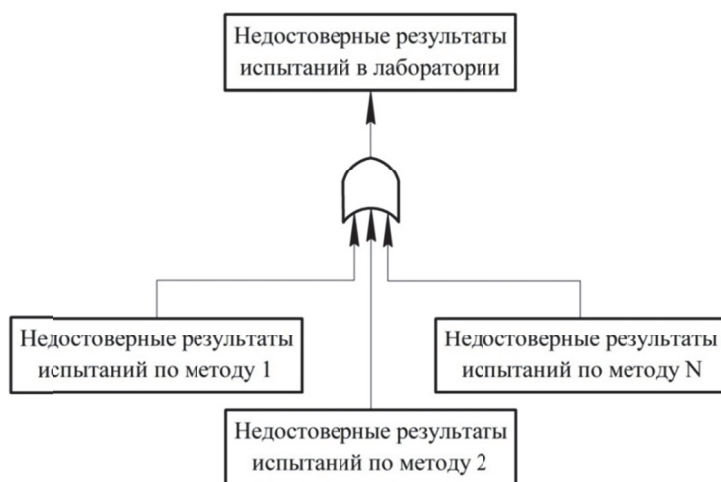 Недостоверные результаты
испытаний в лаборатории
Недостоверные результаты
испытаний по методу 1
Недостоверные результаты
испытаний по методу N
Недостоверные результаты
испытаний по методу 2